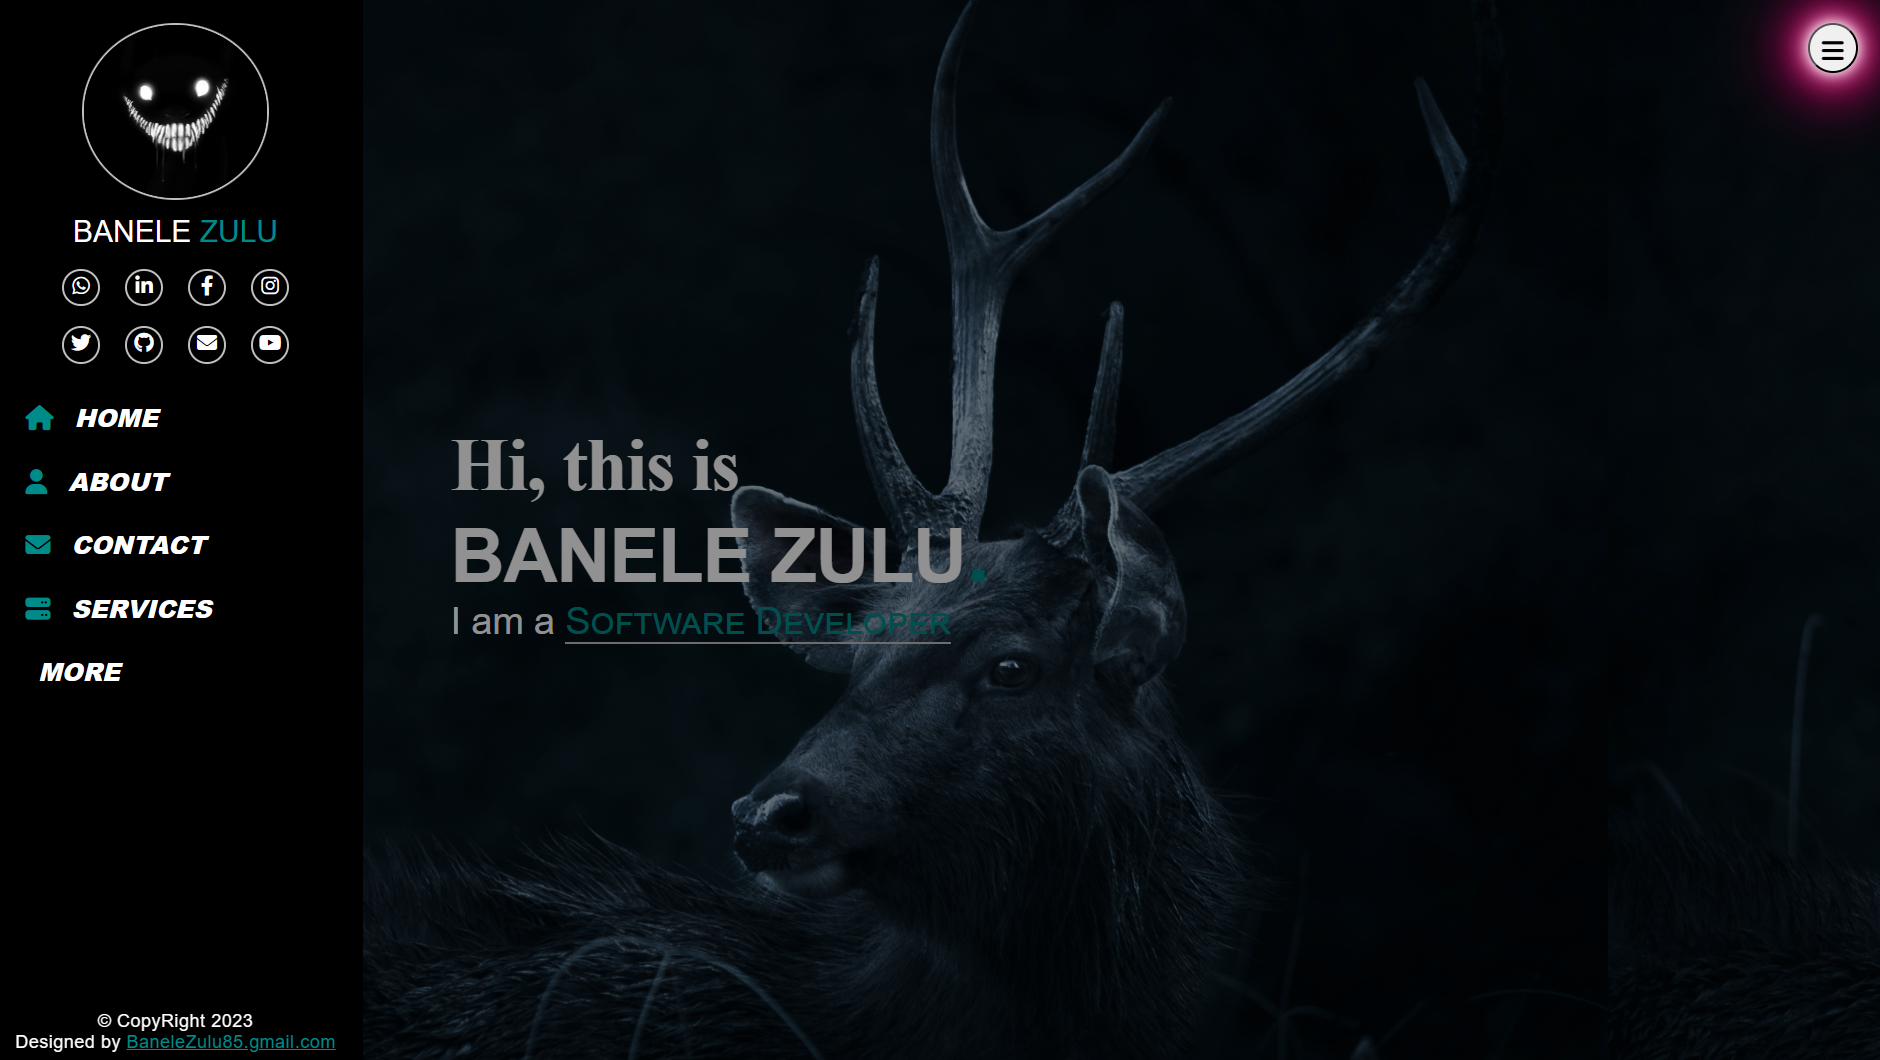 BANELE ZULU
HOME
ABOUT
CONTACT
SERVICES
MORE
© CopyRight 2023
Designed by BaneleZulu85.gmail.com
Hi, this is
BANELE ZULU.
I am a Software Developer